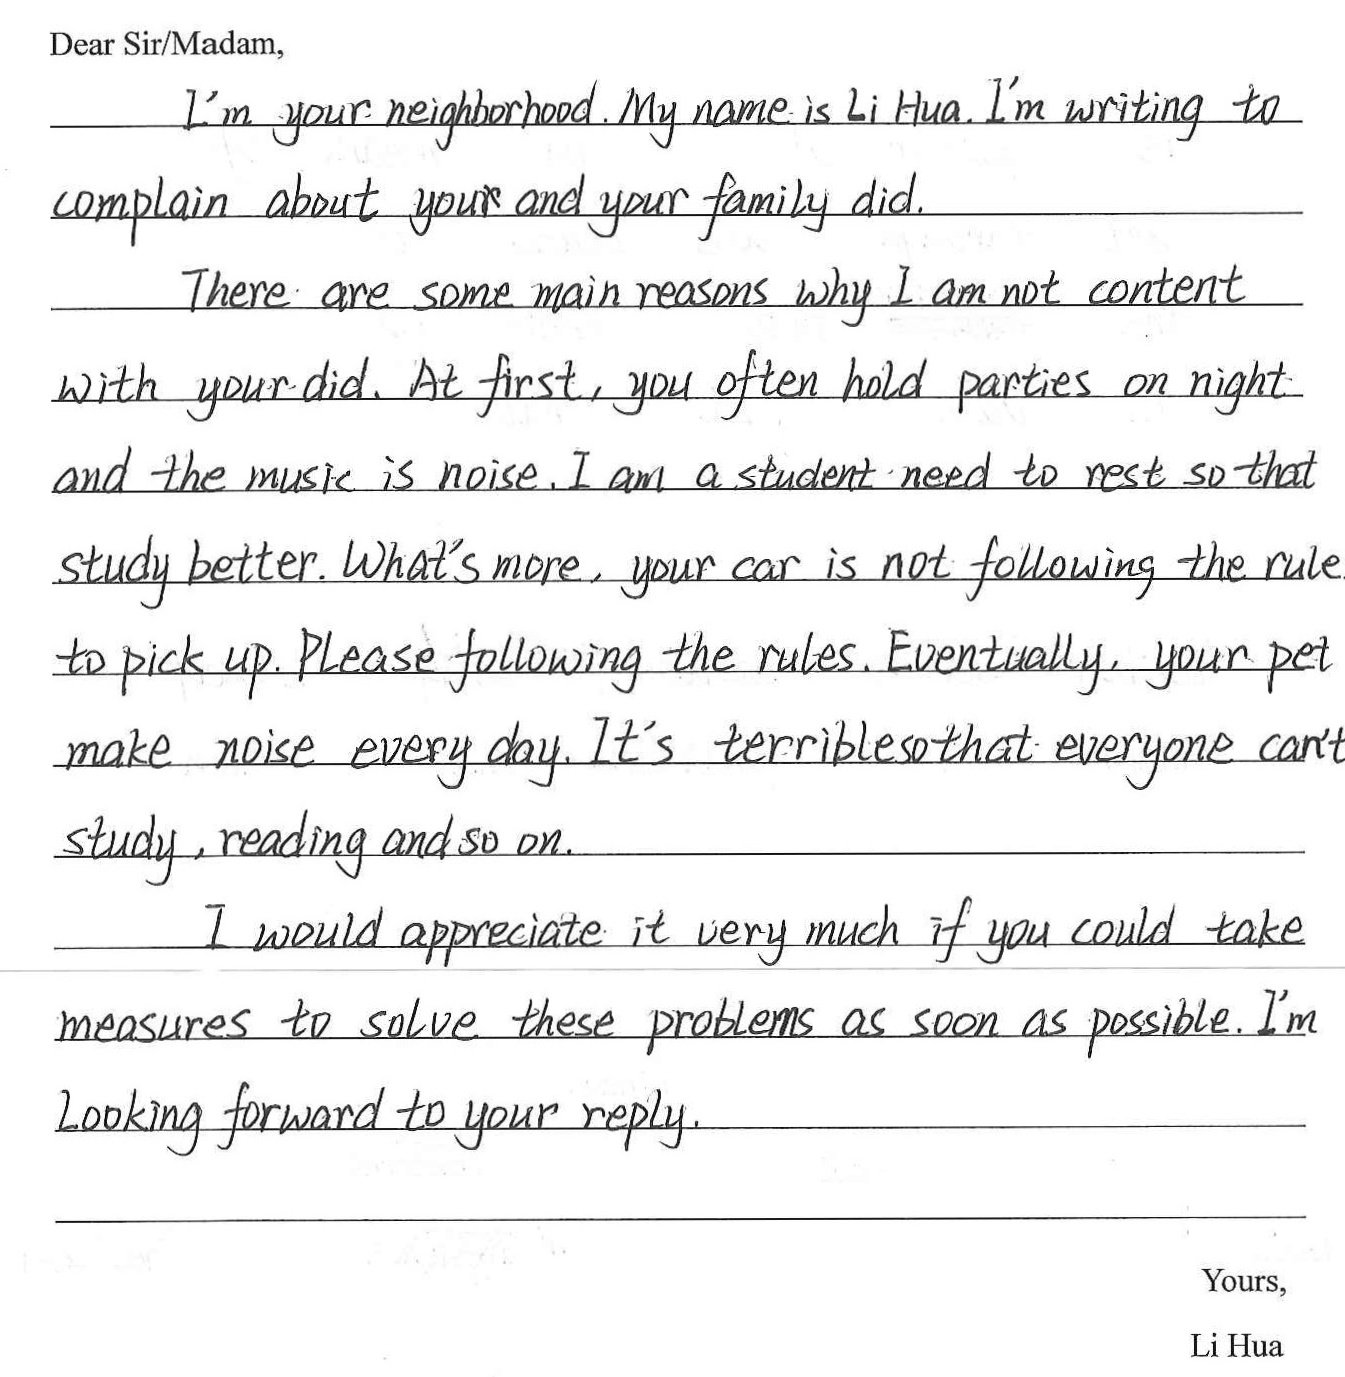 Dear Sir/Madam,
I'm your neighborhood. My name is Li Hua. I'm writing to
complain about your and your family did.
There are some main reasons why I am not content
with your did. At first, you often hold parties on night
and the music is noise. I am a student need to rest so that
study better. What's more, your car is not following the rule
to pick up. Please following the rules. Eventually, your pet
make noise every day. It's terrible so that everyone can't
study, reading and so on.
I would appreciate it very much if you could take
measures to solve these problems as soon as possible. I'm
Looking forward to your reply.
Yours,
Li Hua